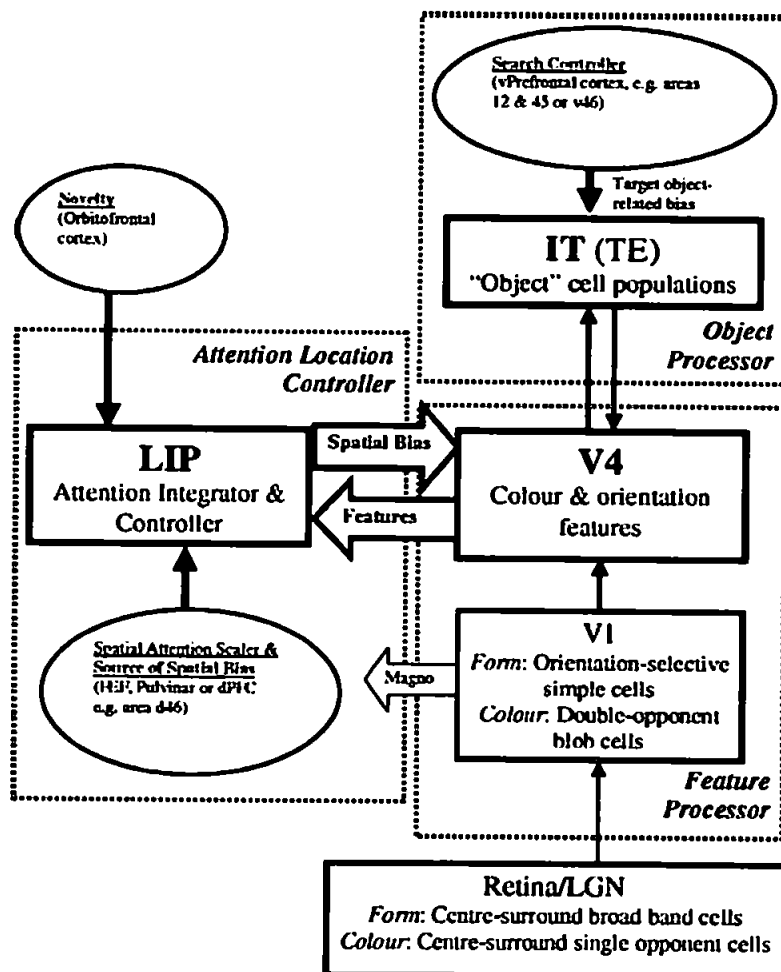 Search Controller
(vPrefrontal cortex, e.g. areas
12 & 45 or v46)
Target object-
related bias
IT (TE)
"Object" cell populations
Object
Processor
Novelty
(Orbitofrontal
cortex)
Attention Location
Controller
LIP
Attention Integrator &
Controller
Spatial Bias
Features
V4
Colour & orientation
features
Spatial Attention Scaler &
Source of Spatial Bias
Pulvinar or dPFC
e.g. area d46)
Magno
V1
Form: Orientation-selective
simple cells
Colour: Double-opponent
blob cells
Feature
Processor
Retina/LGN
Form: Centre-surround broad band cells
Colour: Centre-surround single opponent cells